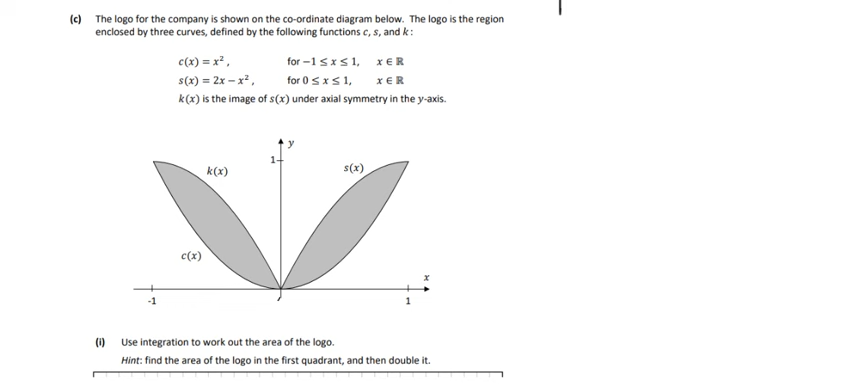 (c) The logo for the company is shown on the co-ordinate diagram below. The logo is the region
enclosed by three curves, defined by the following functions c, s, and k:
c(x) = x², for −1 ≤ x ≤ 1, x ∈ ℝ
s(x) = 2x − x², for 0 ≤ x ≤ 1, x ∈ ℝ
k(x) is the image of s(x) under axial symmetry in the y-axis.
y
1
k(x)
s(x)
c(x)
x
-1
1
(i) Use integration to work out the area of the logo.
Hint: find the area of the logo in the first quadrant, and then double it.